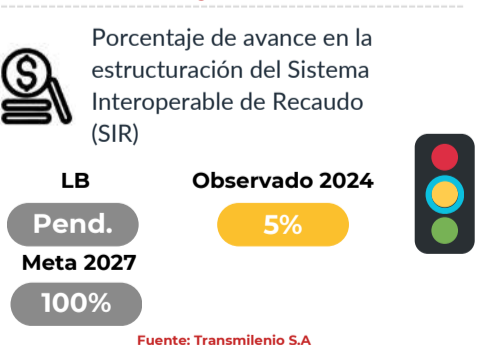 Porcentaje de avance en la
estructuración del Sistema
Interoperable de Recaudo
(SIR)
LB
Observado 2024
Pend.
5%
Meta 2027
100%
Fuente: Transmilenio S.A